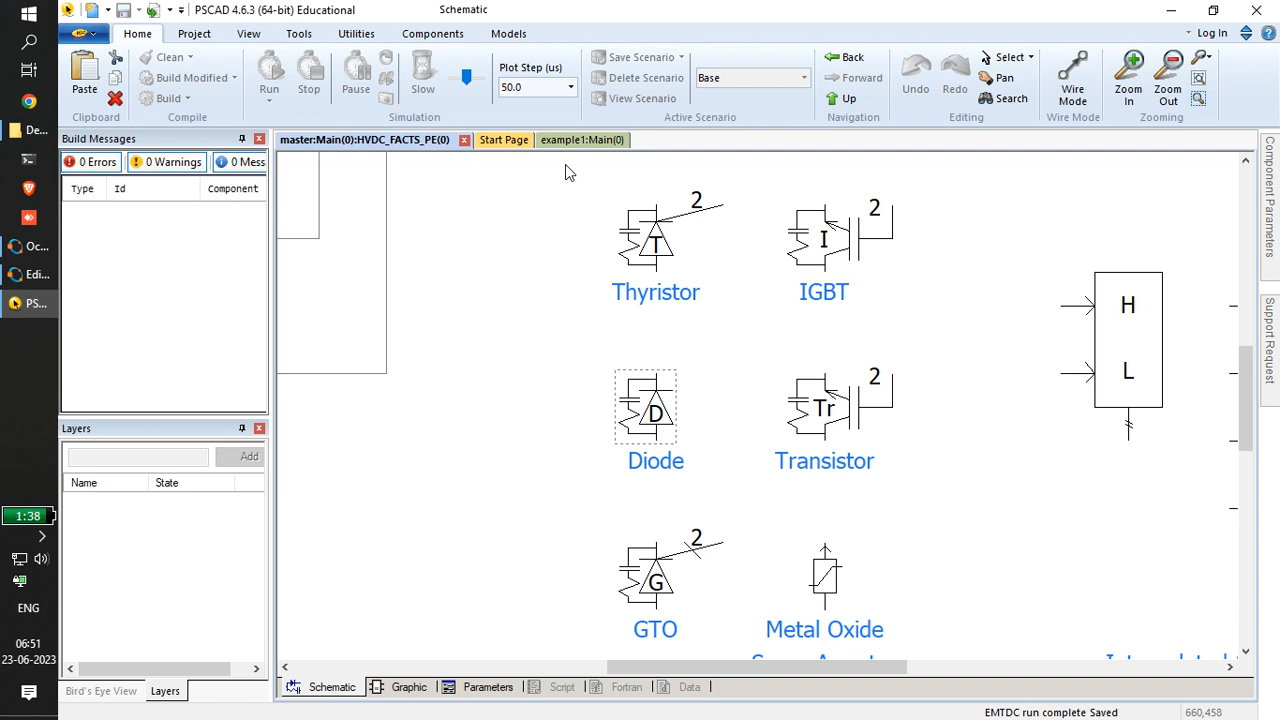 PSCAD 4.6.3 (64-bit) Educational
Schematic
Home Project View Tools Utilities Components Models
Log In
Paste
Clipboard
Clean
Build Modified
Build
Compile
Run
Stop
Pause
Slow
Simulation
Plot Step (us)
50.0
Save Scenario
Delete Scenario
View Scenario
Base
Active Scenario
Back
Forward
Up
Navigation
Undo
Redo
Select
Pan
Search
Editing
Wire
Mode
Wire Mode
Zoom
In
Zoom
Out
Zooming
Build Messages
0 Errors
0 Warnings
0 Mess
Type Id Component
Layers
Add
Name State
Bird's Eye View Layers
master:Main(0):HVDC_FACTS_PE(0) Start Page example1:Main(0)
2
T
Thyristor
2
I
IGBT
D
Diode
2
Tr
Transistor
2
G
GTO
Metal Oxide
H
L
Schematic Graphic Parameters Script Fortran Data
Component Parameters
Support Request
EMTDC run complete Saved
660,458
De...
Oc...
Edi...
PS...
1:38
ENG
06:51
23-06-2023